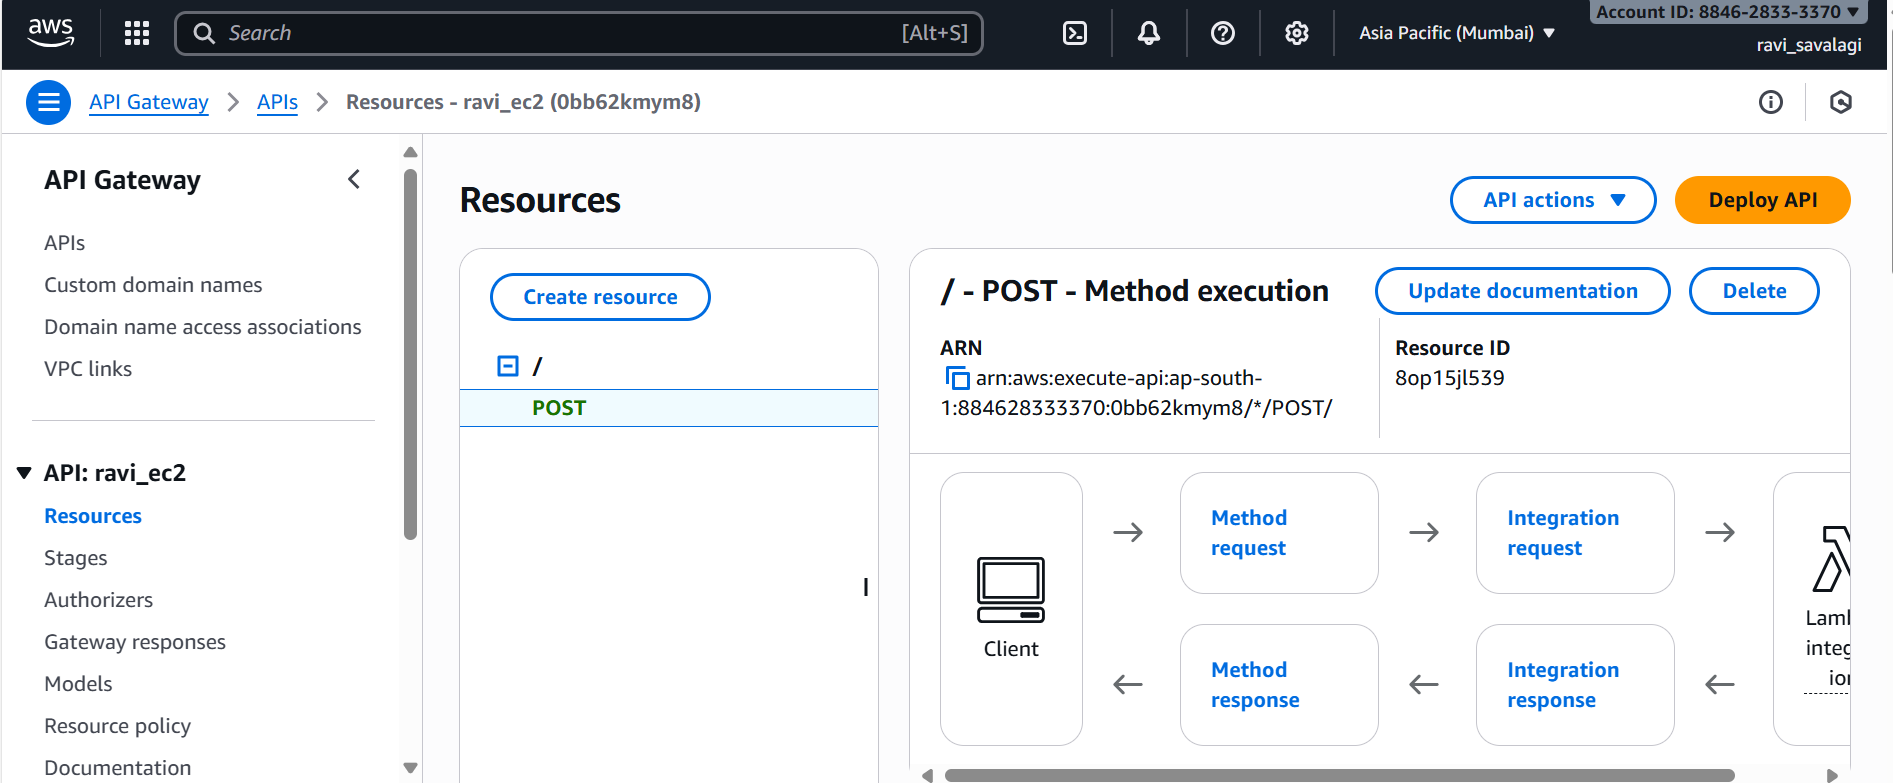 aws
Search
[Alt+S]
Asia Pacific (Mumbai)
Account ID: 8846-2833-3370
ravi_savalagi
API Gateway
APIs
Resources - ravi_ec2 (0bb62kmym8)
API Gateway
APIs
Custom domain names
Domain name access associations
VPC links
API: ravi_ec2
Resources
Stages
Authorizers
Gateway responses
Models
Resource policy
Documentation
Resources
API actions
Deploy API
Create resource
/
POST
/ - POST - Method execution
Update documentation
Delete
ARN
arn:aws:execute-api:ap-south-
1:884628333370:0bb62kmym8/*/POST/
Resource ID
8op15jl539
Client
Method
request
Integration
request
Method
response
Integration
response